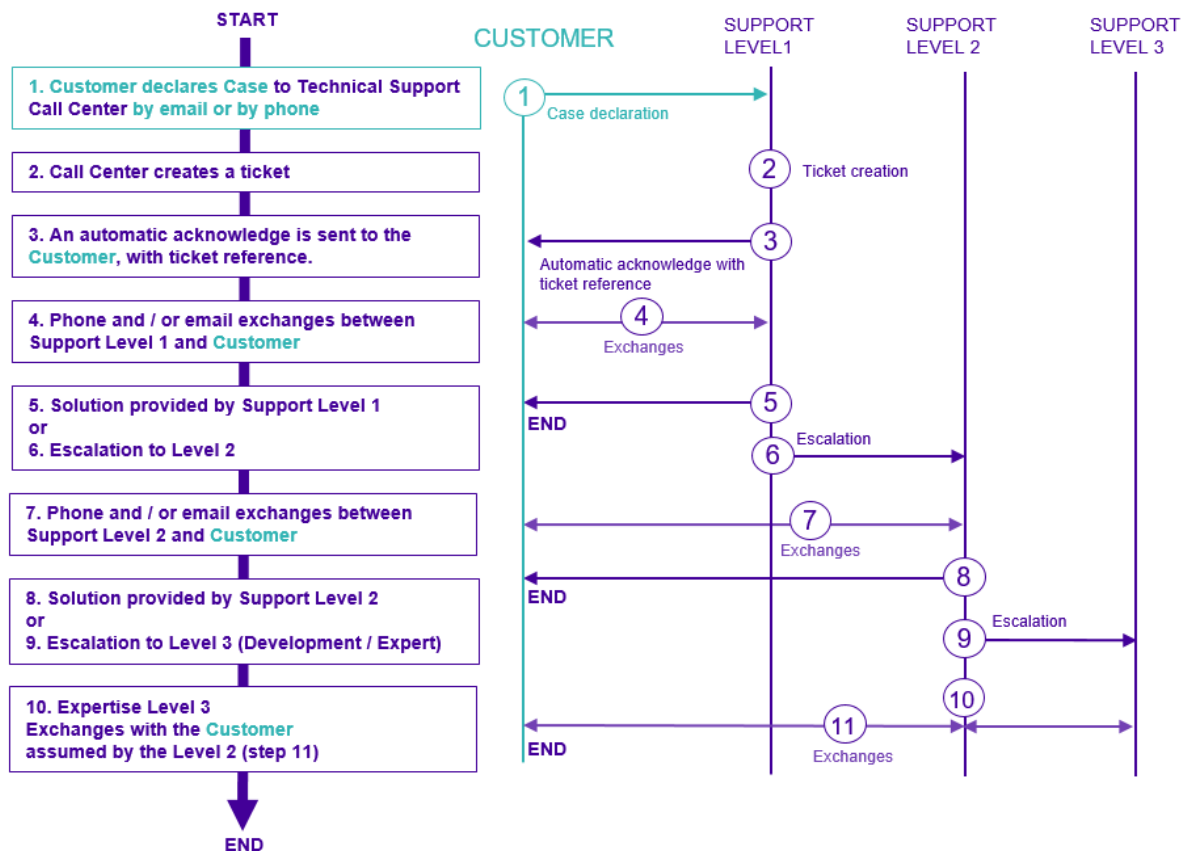 START
1. Customer declares Case to Technical Support
Call Center by email or by phone
2. Call Center creates a ticket
3. An automatic acknowledge is sent to the
Customer, with ticket reference.
4. Phone and / or email exchanges between
Support Level 1 and Customer
5. Solution provided by Support Level 1
or
6. Escalation to Level 2
7. Phone and / or email exchanges between
Support Level 2 and Customer
8. Solution provided by Support Level 2
or
9. Escalation to Level 3 (Development / Expert)
10. Expertise Level 3
Exchanges with the Customer
assumed by the Level 2 (step 11)
END
CUSTOMER
SUPPORT
LEVEL1
SUPPORT
LEVEL 2
SUPPORT
LEVEL 3
1
Case declaration
2
Ticket creation
3
Automatic acknowledge with
ticket reference
4
Exchanges
5
END
6
Escalation
7
Exchanges
8
END
9
Escalation
10
11
END
Exchanges